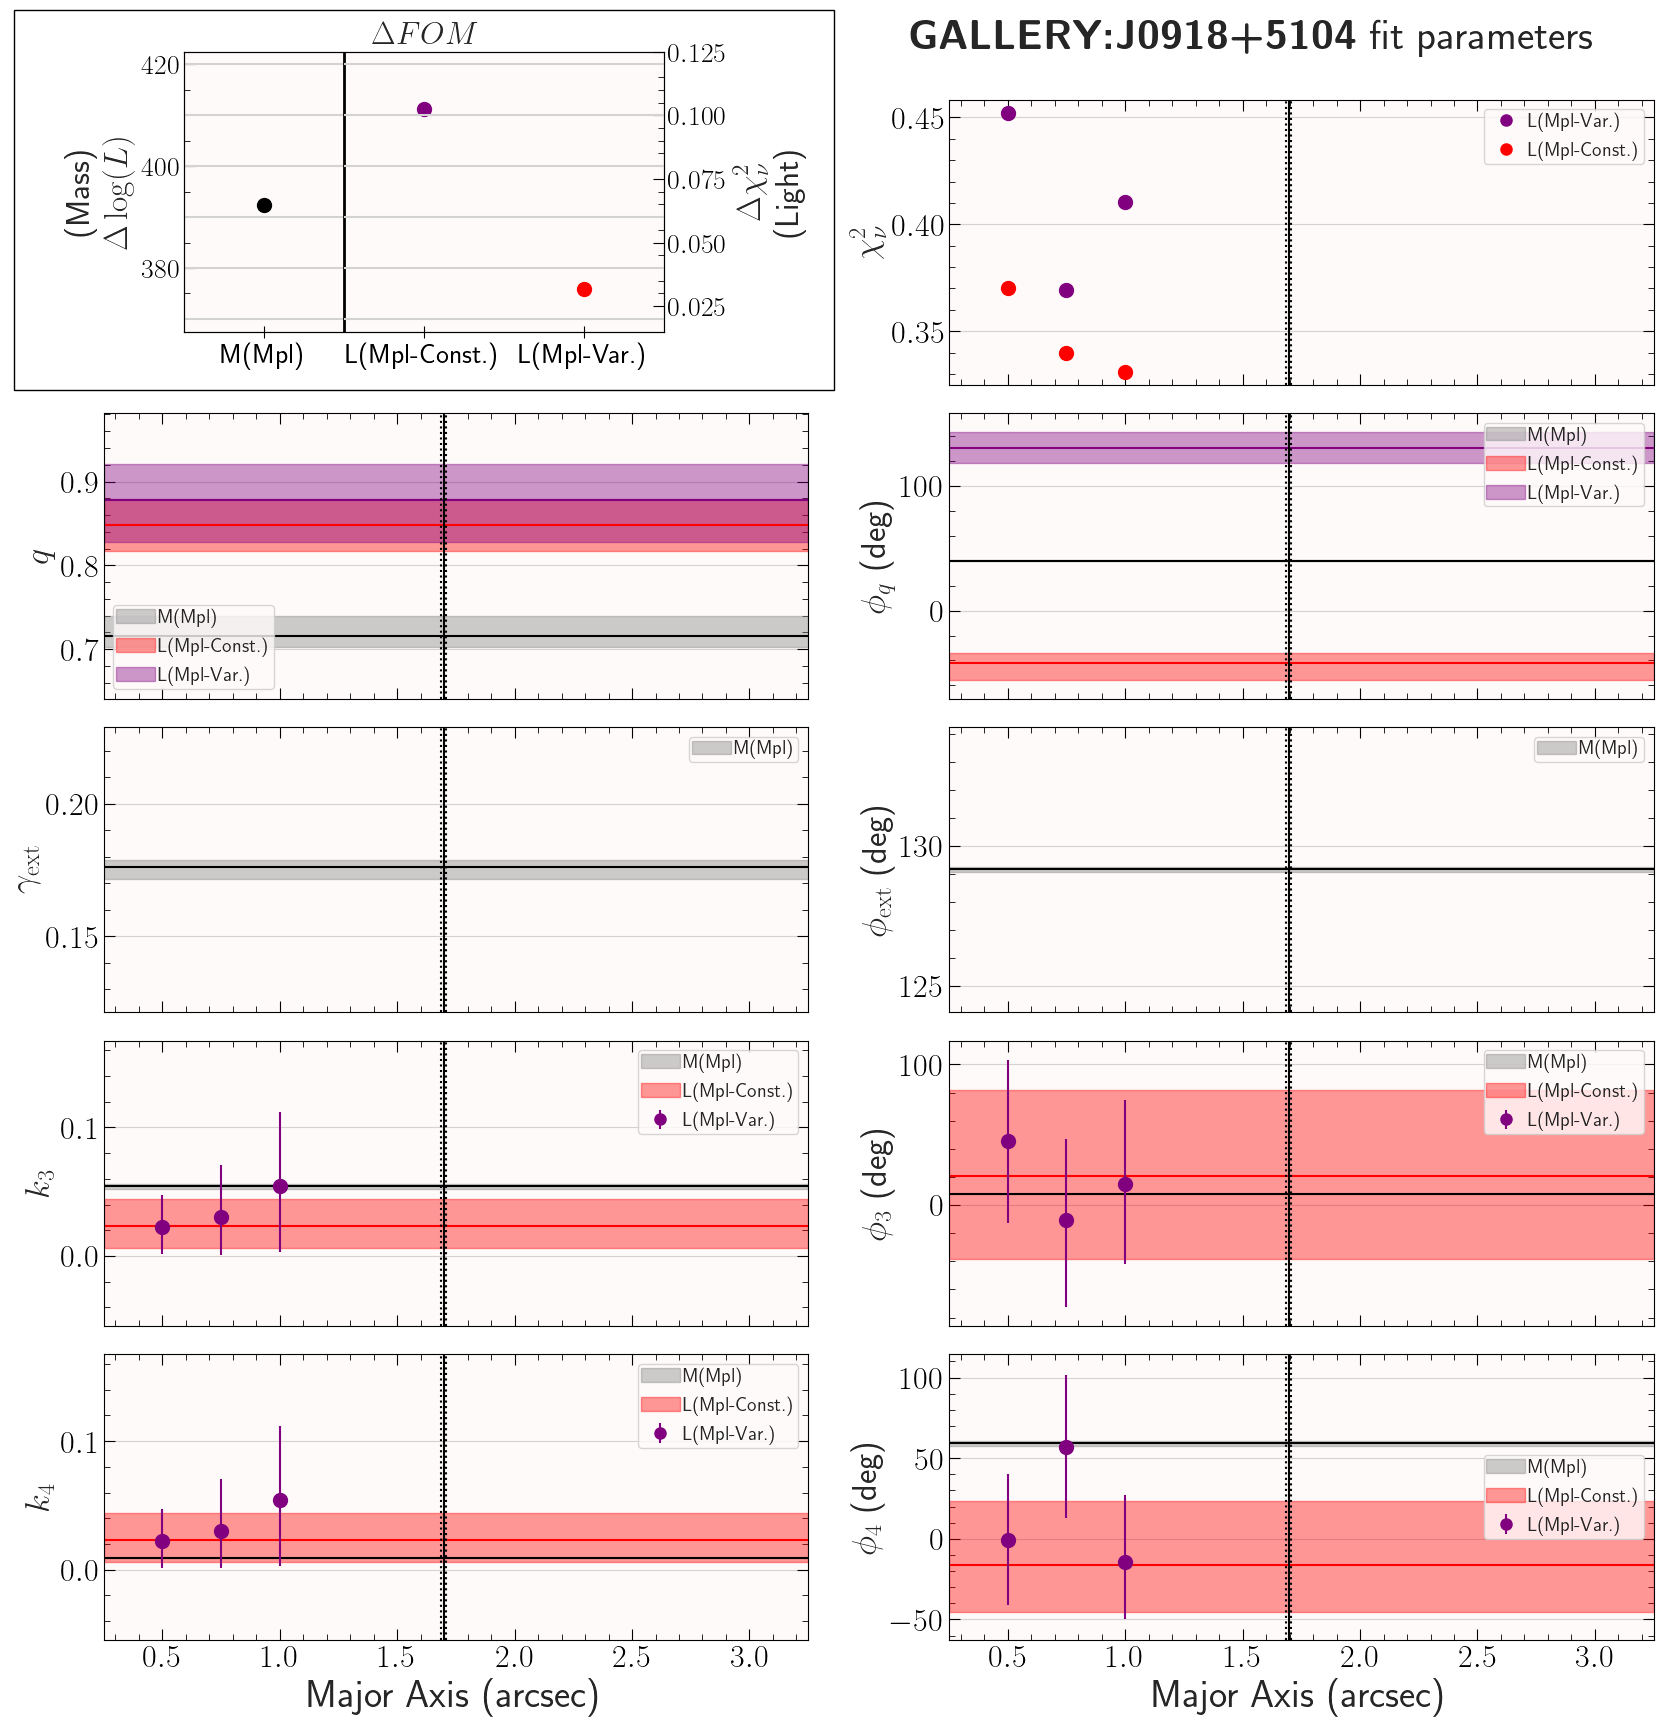 GALLERY:J0918+5104 fit parameters
ΔFOM
420
400
380
(Mass)
Δ log(L)
0.125
0.100
0.075
0.050
0.025
Δχ²ν
(Light)
M(Mpl) L(Mpl-Const.) L(Mpl-Var.)
χ²ν
0.45
0.40
0.35
L(Mpl-Var.)
L(Mpl-Const.)
q
0.9
0.8
0.7
M(Mpl)
L(Mpl-Const.)
L(Mpl-Var.)
ϕq (deg)
100
0
M(Mpl)
L(Mpl-Const.)
L(Mpl-Var.)
γext
0.20
0.15
M(Mpl)
ϕext (deg)
130
125
M(Mpl)
k3
0.1
0.0
M(Mpl)
L(Mpl-Const.)
L(Mpl-Var.)
ϕ3 (deg)
100
0
M(Mpl)
L(Mpl-Const.)
L(Mpl-Var.)
k4
0.1
0.0
M(Mpl)
L(Mpl-Const.)
L(Mpl-Var.)
0.5 1.0 1.5 2.0 2.5 3.0
Major Axis (arcsec)
ϕ4 (deg)
100
50
0
−50
M(Mpl)
L(Mpl-Const.)
L(Mpl-Var.)
0.5 1.0 1.5 2.0 2.5 3.0
Major Axis (arcsec)